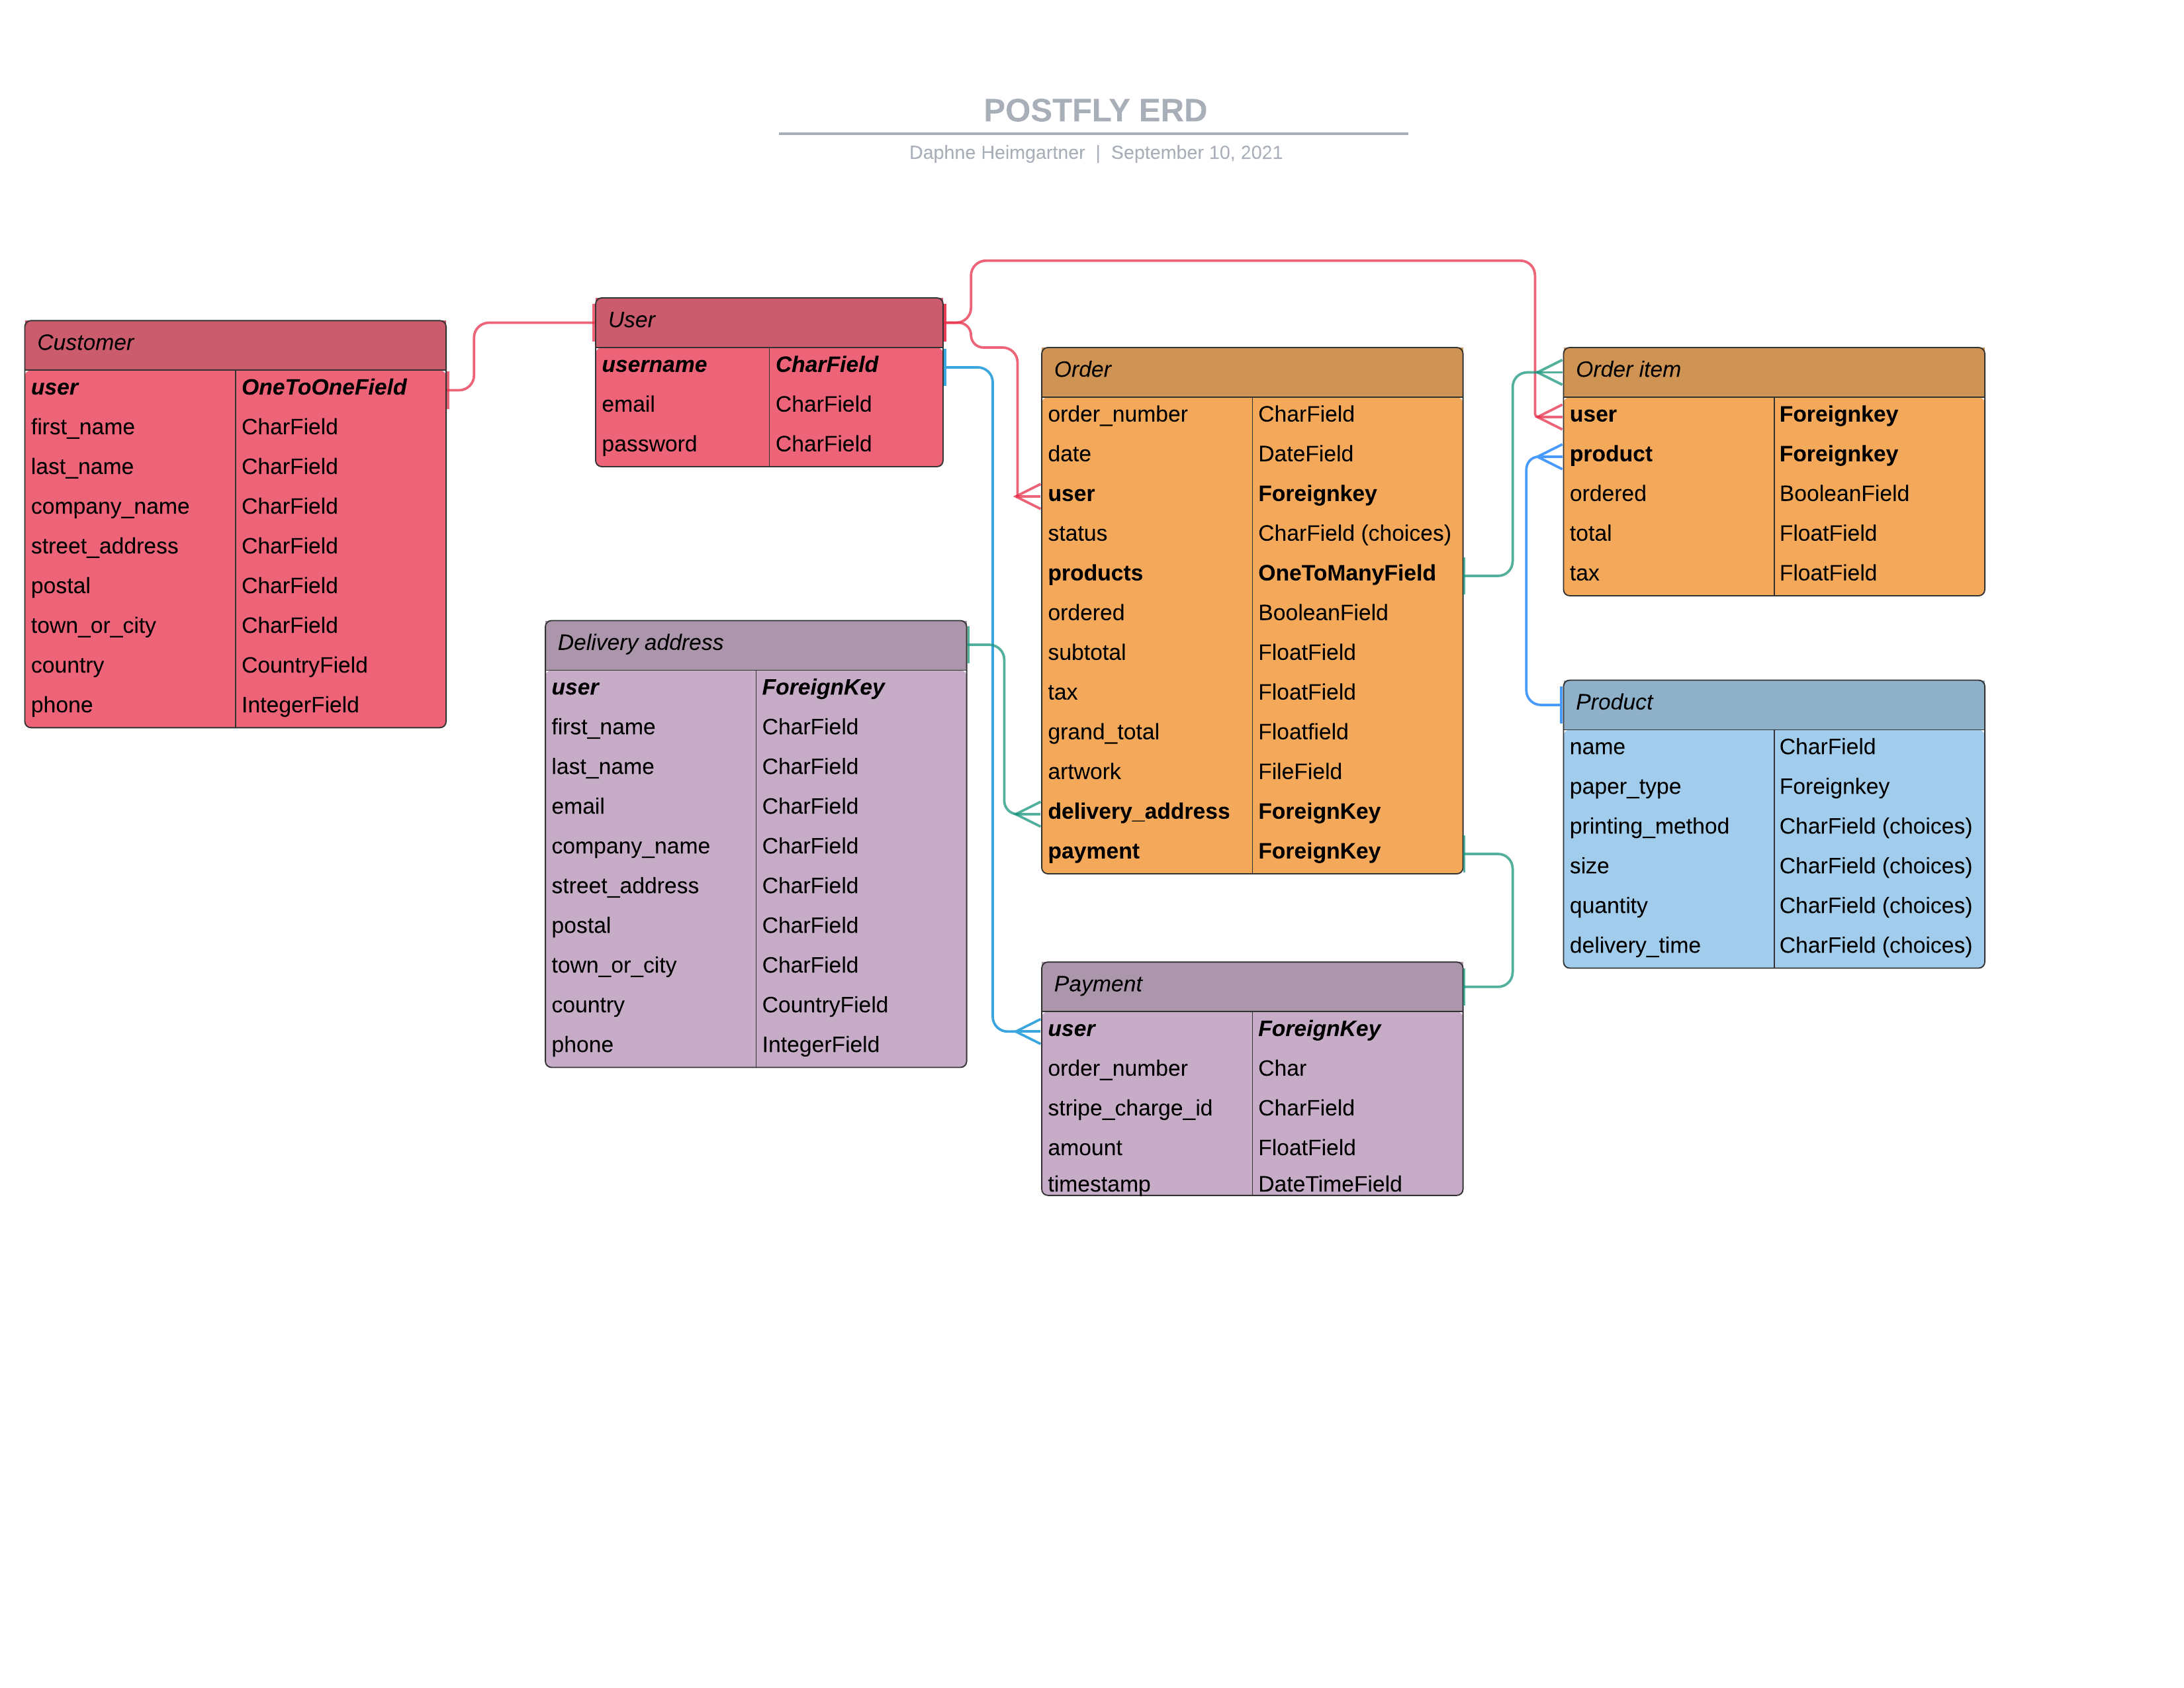 POSTFLY ERD
Daphne Heimgartner | September 10, 2021
Customer
user OneToOneField
first_name CharField
last_name CharField
company_name CharField
street_address CharField
postal CharField
town_or_city CharField
country CountryField
phone IntegerField
User
username CharField
email CharField
password CharField
Delivery address
user ForeignKey
first_name CharField
last_name CharField
email CharField
company_name CharField
street_address CharField
postal CharField
town_or_city CharField
country CountryField
phone IntegerField
Order
order_number CharField
date DateField
user Foreignkey
status CharField (choices)
products OneToManyField
ordered BooleanField
subtotal FloatField
tax FloatField
grand_total Floatfield
artwork FileField
delivery_address ForeignKey
payment ForeignKey
Payment
user ForeignKey
order_number Char
stripe_charge_id CharField
amount FloatField
timestamp DateTimeField
Order item
user Foreignkey
product Foreignkey
ordered BooleanField
total FloatField
tax FloatField
Product
name CharField
paper_type Foreignkey
printing_method CharField (choices)
size CharField (choices)
quantity CharField (choices)
delivery_time CharField (choices)